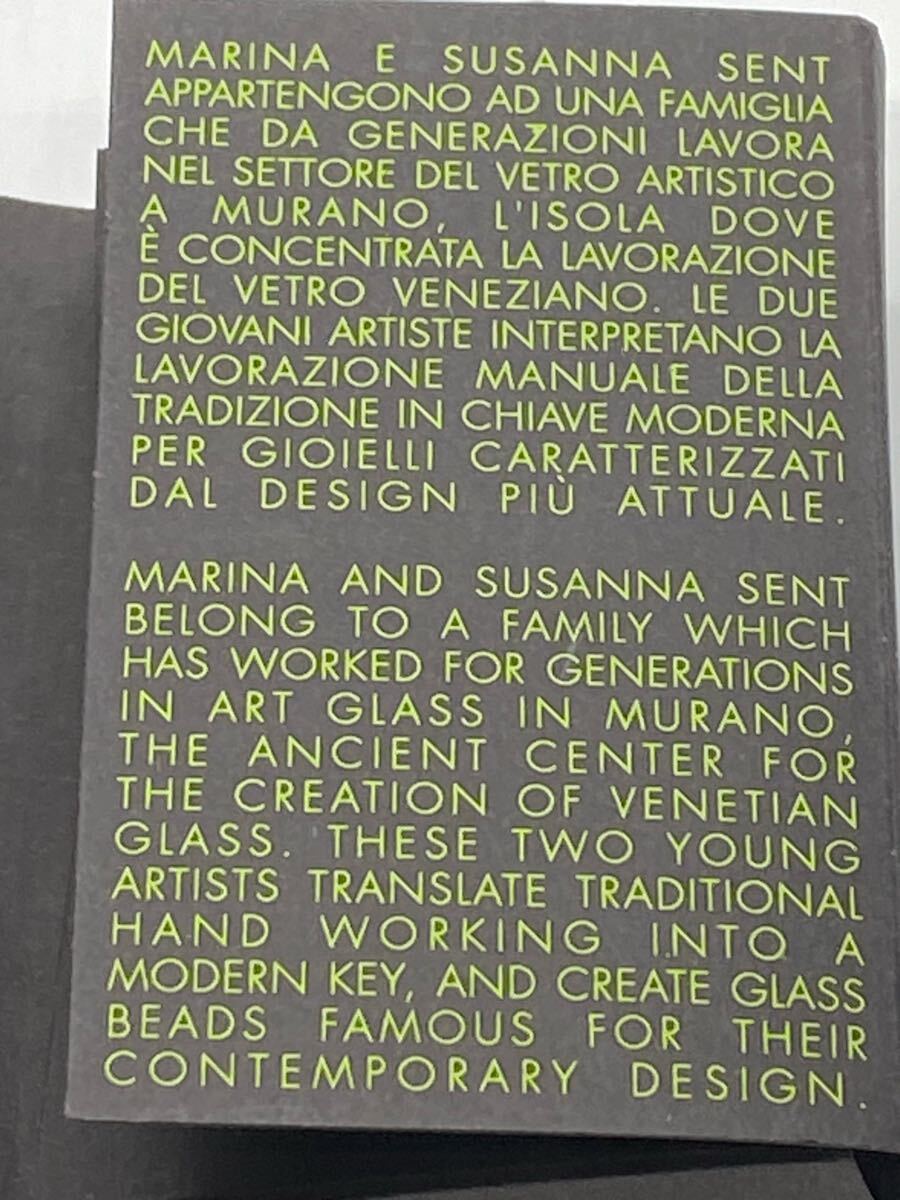 MARINA E SUSANNA SENT
APPARTENGONO AD UNA FAMIGLIA
CHE DA GENERAZIONI LAVORA
NEL SETTORE DEL VETRO ARTISTICO
A MURANO, L'ISOLA DOVE
È CONCENTRATA LA LAVORAZIONE
DEL VETRO VENEZIANO. LE DUE
GIOVANI ARTISTE INTERPRETANO LA
LAVORAZIONE MANUALE DELLA
TRADIZIONE IN CHIAVE MODERNA
PER GIOIELLI CARATTERIZZATI
DAL DESIGN PIÙ ATTUALE.
MARINA AND SUSANNA SENT
BELONG TO A FAMILY WHICH
HAS WORKED FOR GENERATIONS
IN ART GLASS IN MURANO,
THE ANCIENT CENTER FOR
THE CREATION OF VENETIAN
GLASS. THESE TWO YOUNG
ARTISTS TRANSLATE TRADITIONAL
HAND WORKING INTO A
MODERN KEY, AND CREATE GLASS
BEADS FAMOUS FOR THEIR
CONTEMPORARY DESIGN.